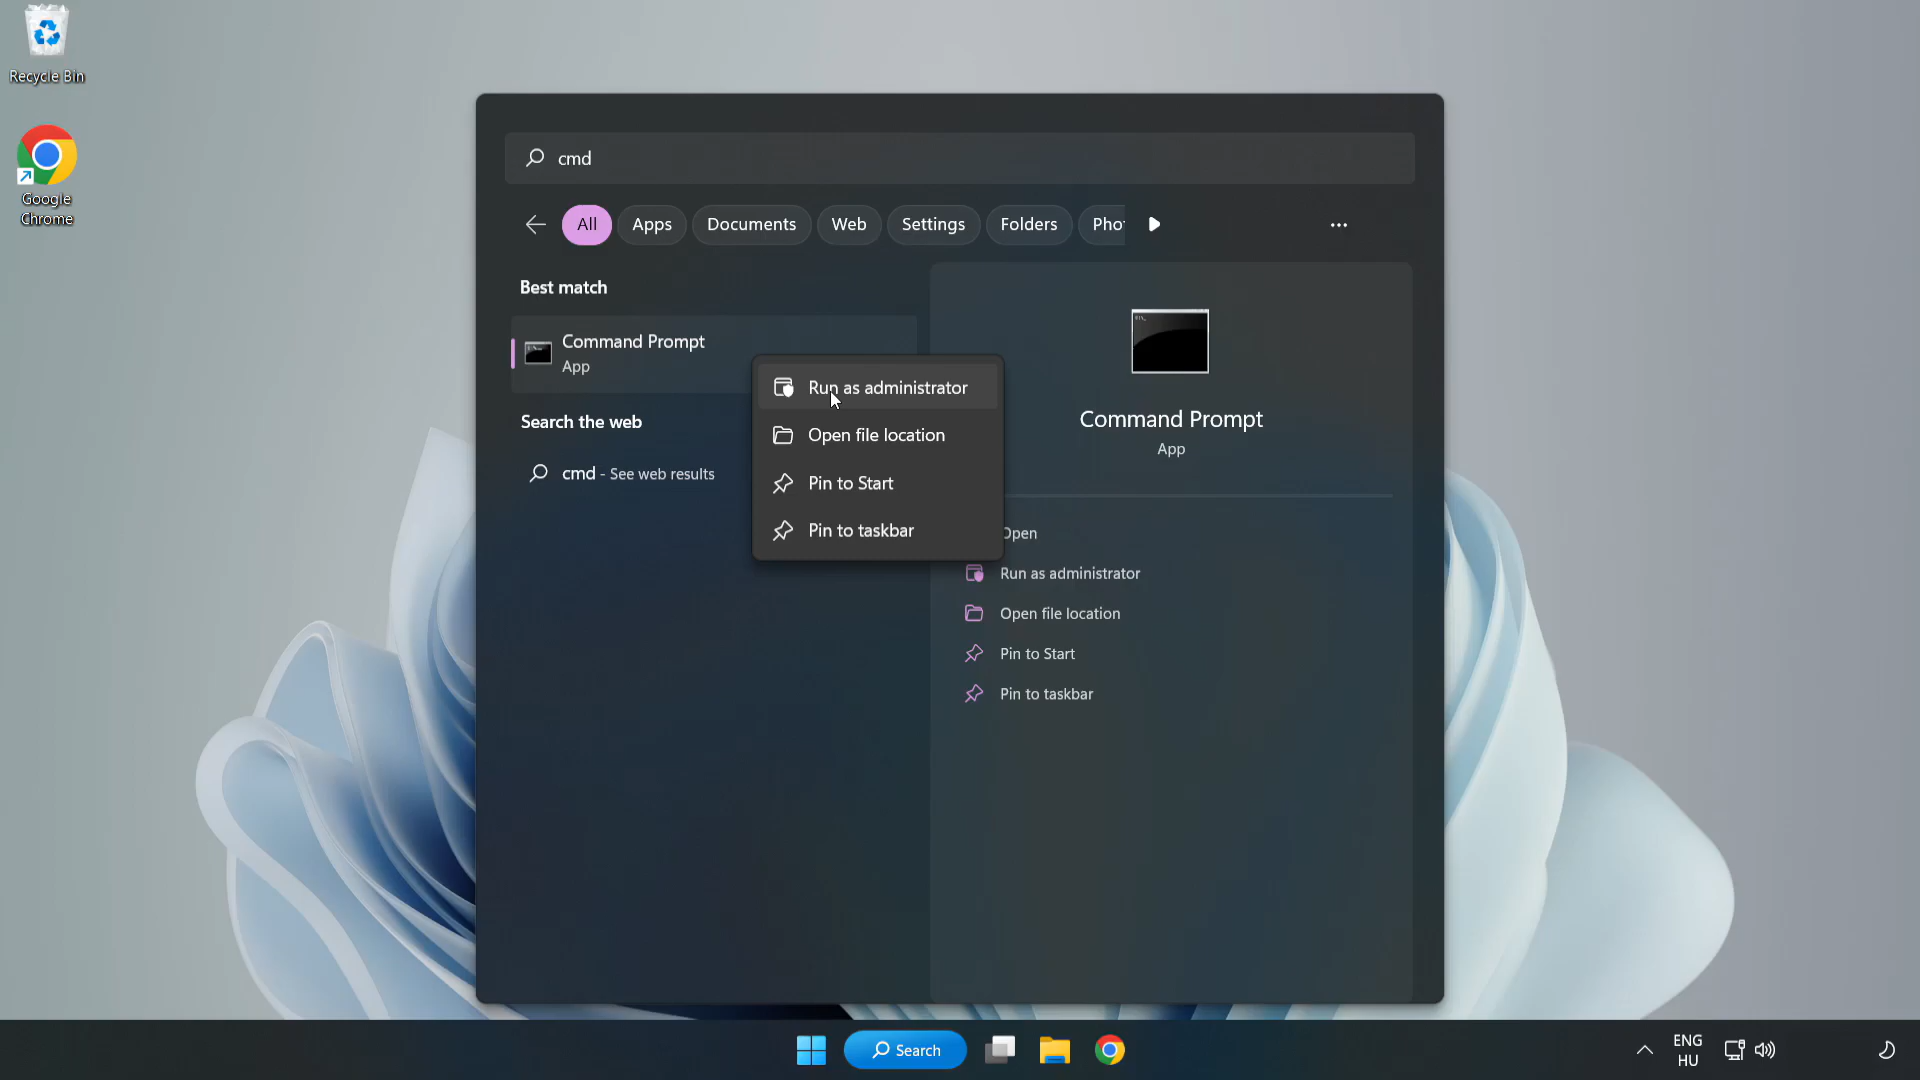 Recycle Bin
Google
Chrome
cmd
All
Apps
Documents
Web
Settings
Folders
Phot
Best match
Command Prompt
App
Search the web
cmd - See web results
Run as administrator
Open file location
Pin to Start
Pin to taskbar
Command Prompt
App
Open
Run as administrator
Open file location
Pin to Start
Pin to taskbar
Search
ENG
HU